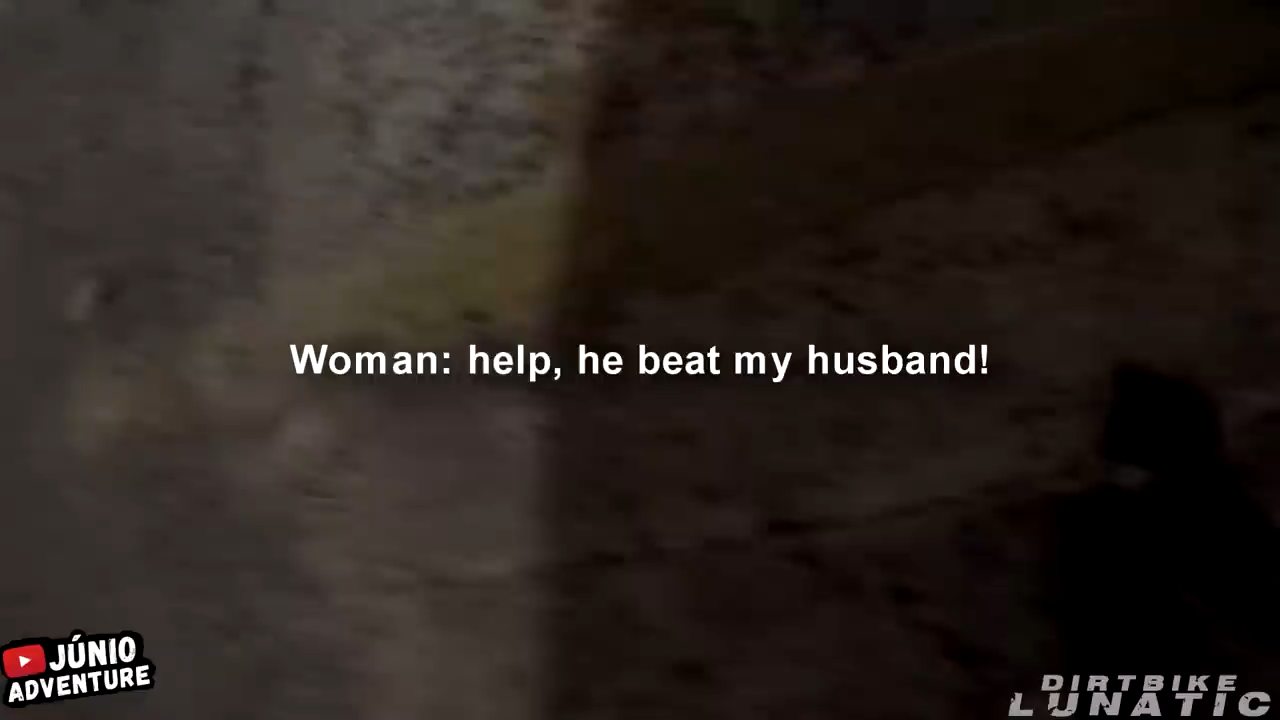 Woman: help, he beat my husband!
JÚNIO
ADVENTURE
DIRTBIKE
LUNATIC